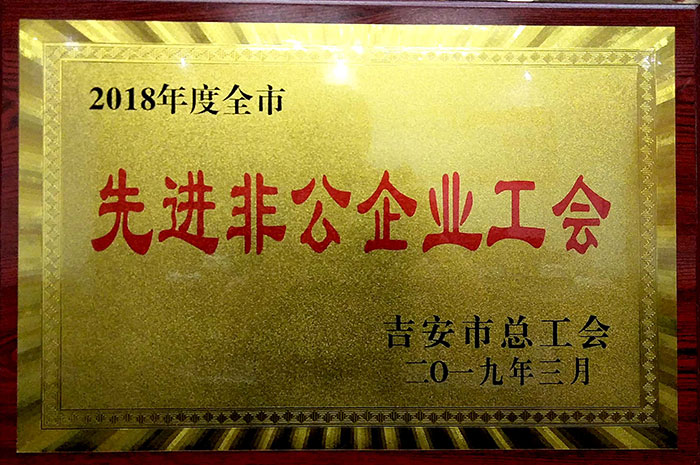 2018年度全市
先进非公企业工会
吉安市总工会
二〇一九年三月